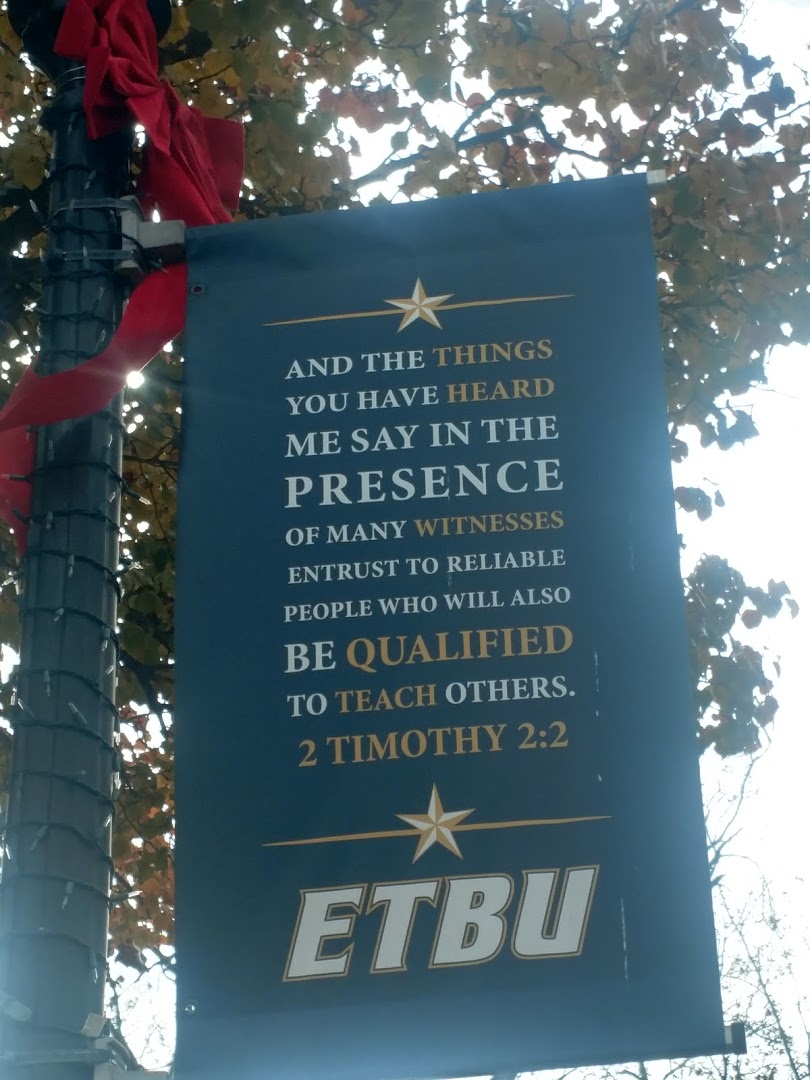 AND THE THINGS
YOU HAVE HEARD
ME SAY IN THE
PRESENCE
OF MANY WITNESSES
ENTRUST TO RELIABLE
PEOPLE WHO WILL ALSO
BE QUALIFIED
TO TEACH OTHERS.
2 TIMOTHY 2:2
ETBU